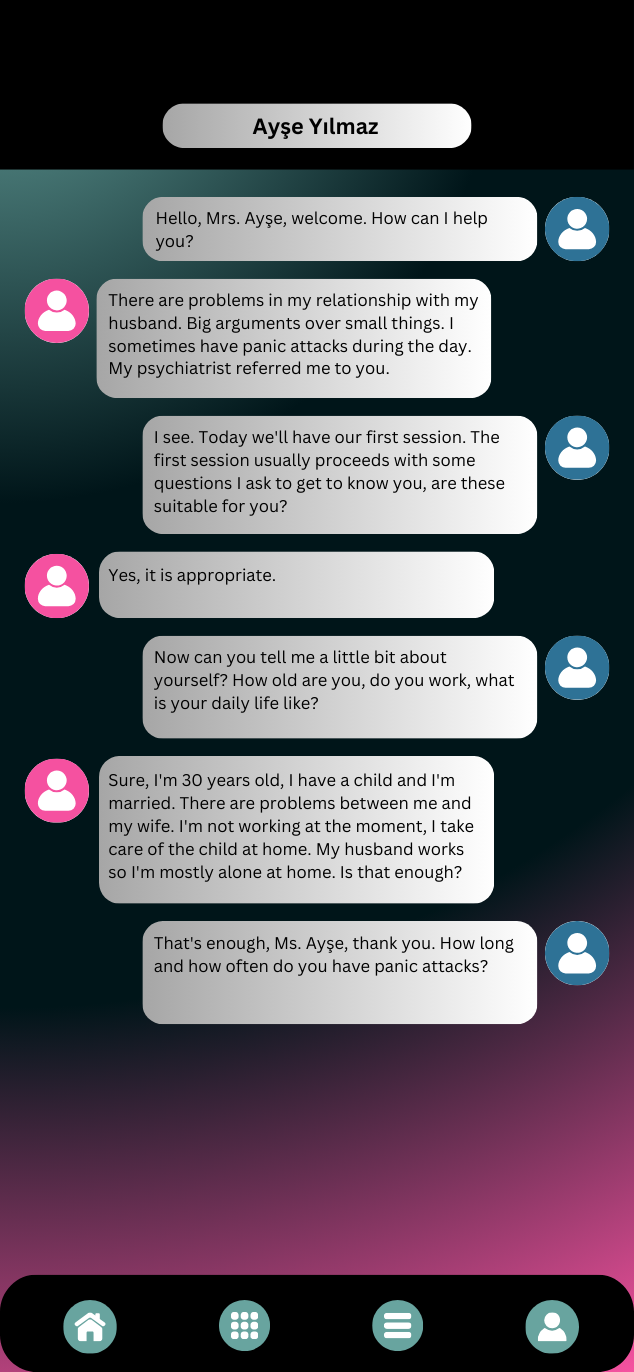 Ayşe Yılmaz
Hello, Mrs. Ayşe, welcome. How can I help
you?
There are problems in my relationship with my
husband. Big arguments over small things. I
sometimes have panic attacks during the day.
My psychiatrist referred me to you.
I see. Today we'll have our first session. The
first session usually proceeds with some
questions I ask to get to know you, are these
suitable for you?
Yes, it is appropriate.
Now can you tell me a little bit about
yourself? How old are you, do you work, what
is your daily life like?
Sure, I'm 30 years old, I have a child and I'm
married. There are problems between me and
my wife. I'm not working at the moment, I take
care of the child at home. My husband works
so I'm mostly alone at home. Is that enough?
That's enough, Ms. Ayşe, thank you. How long
and how often do you have panic attacks?